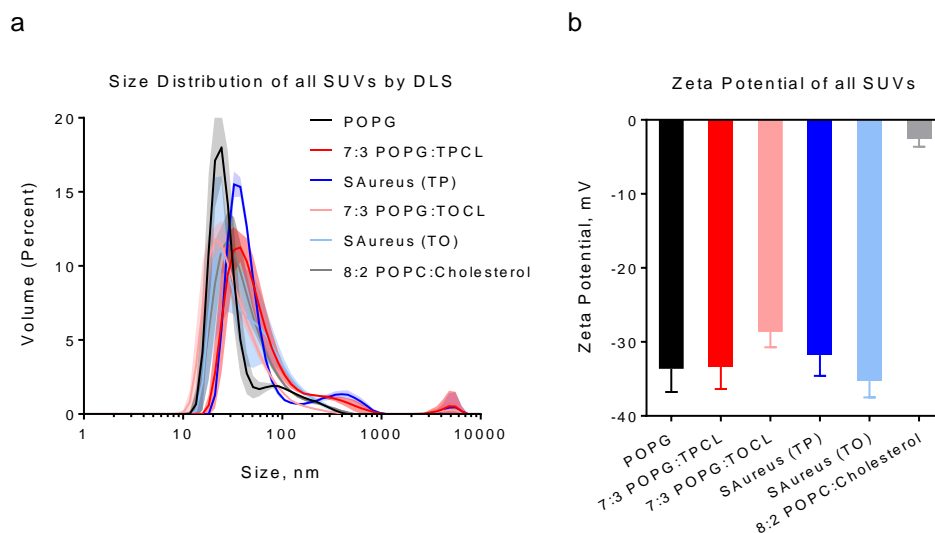 a
Size Distribution of all SUVs by DLS
Volume (Percent)
20
15
10
5
0
1
10
100
1000
10000
Size, nm
POPG
7:3 POPG:TPCL
SAureus (TP)
7:3 POPG:TOCL
SAureus (TO)
8:2 POPC:Cholesterol
b
Zeta Potential of all SUVs
Zeta Potential, mV
0
-10
-20
-30
-40
POPG
7:3 POPG:TPCL
7:3 POPG:TOCL
SAureus (TP)
SAureus (TO)
8:2 POPC:Cholesterol